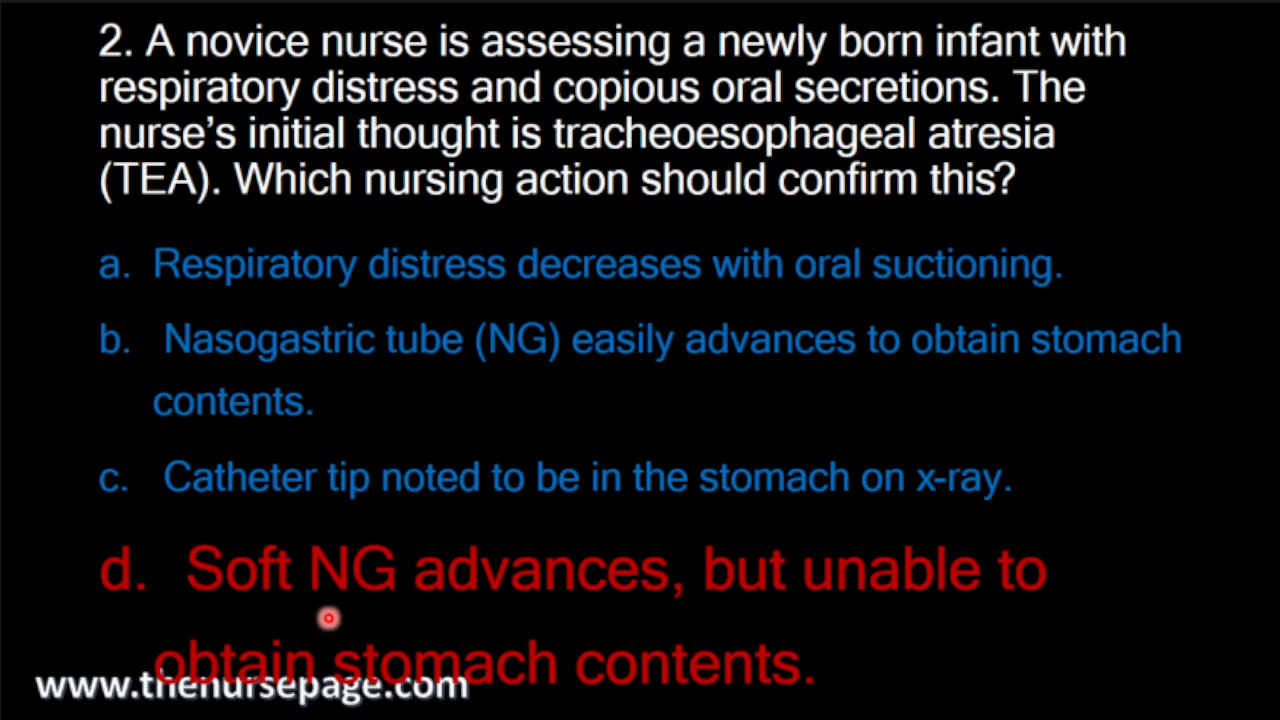 2. A novice nurse is assessing a newly born infant with
respiratory distress and copious oral secretions. The
nurse’s initial thought is tracheoesophageal atresia
(TEA). Which nursing action should confirm this?
a. Respiratory distress decreases with oral suctioning.
b. Nasogastric tube (NG) easily advances to obtain stomach
contents.
c. Catheter tip noted to be in the stomach on x-ray.
d. Soft NG advances, but unable to
obtain stomach contents.
www.thenursepage.com